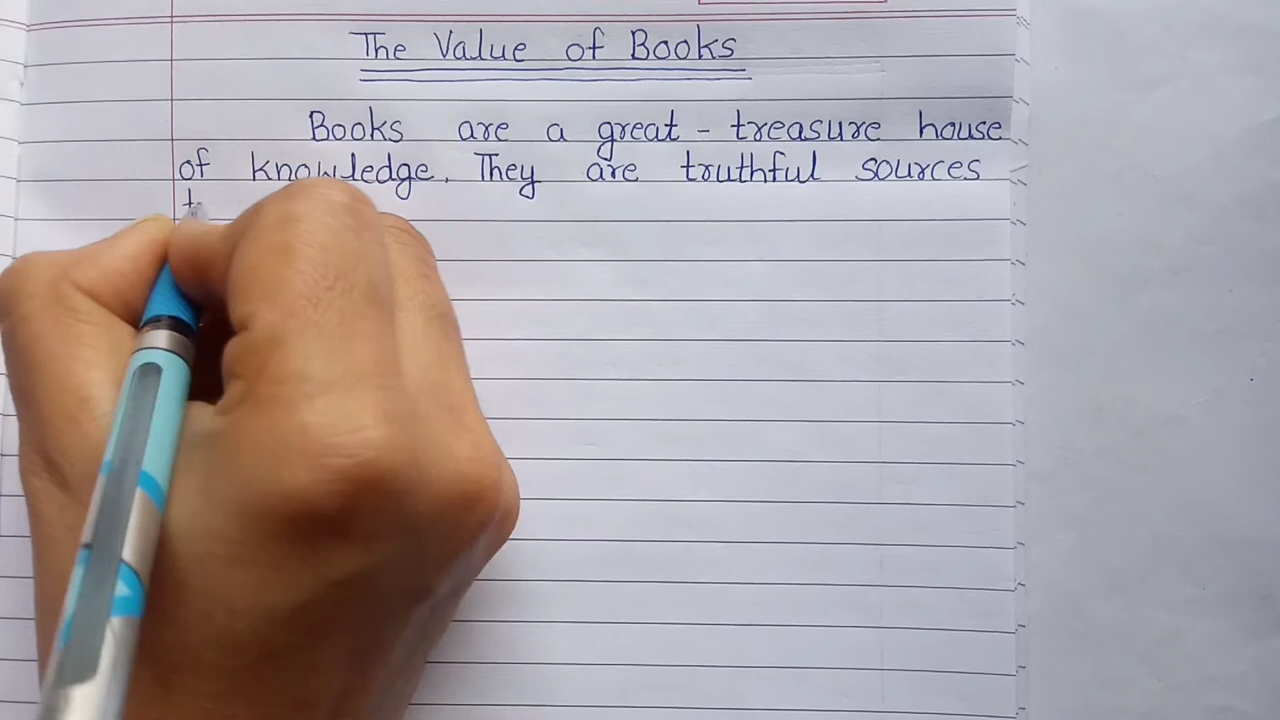 The Value of Books
Books are a great - treasure house
of knowledge. They are truthful sources